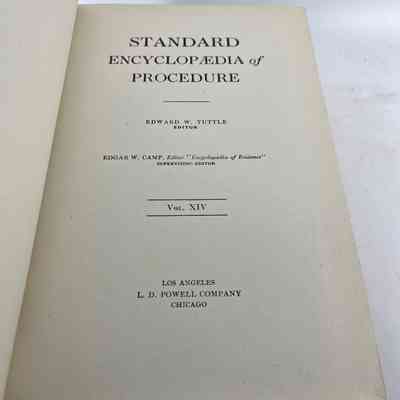 STANDARD
ENCYCLOPÆDIA of
PROCEDURE
EDWARD W. TUTTLE
EDITOR
EDGAR W. CAMP, Editor "Encyclopædia of Evidence"
SUPERVISING EDITOR
VOL. XIV
LOS ANGELES
L. D. POWELL COMPANY
CHICAGO